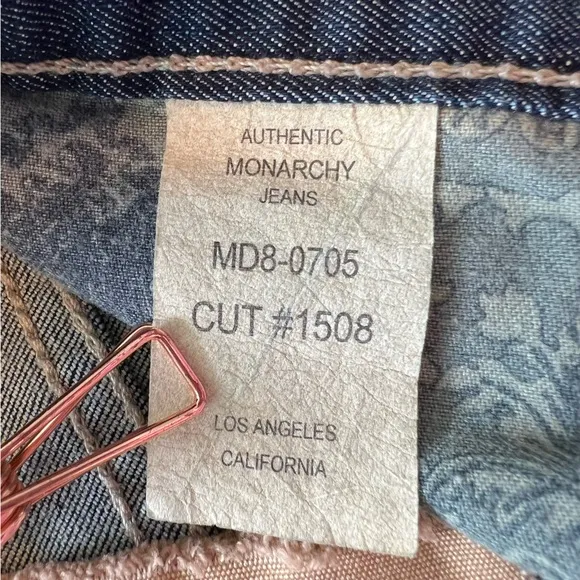 AUTHENTIC
MONARCHY
JEANS
MD8-0705
CUT #1508
LOS ANGELES
CALIFORNIA